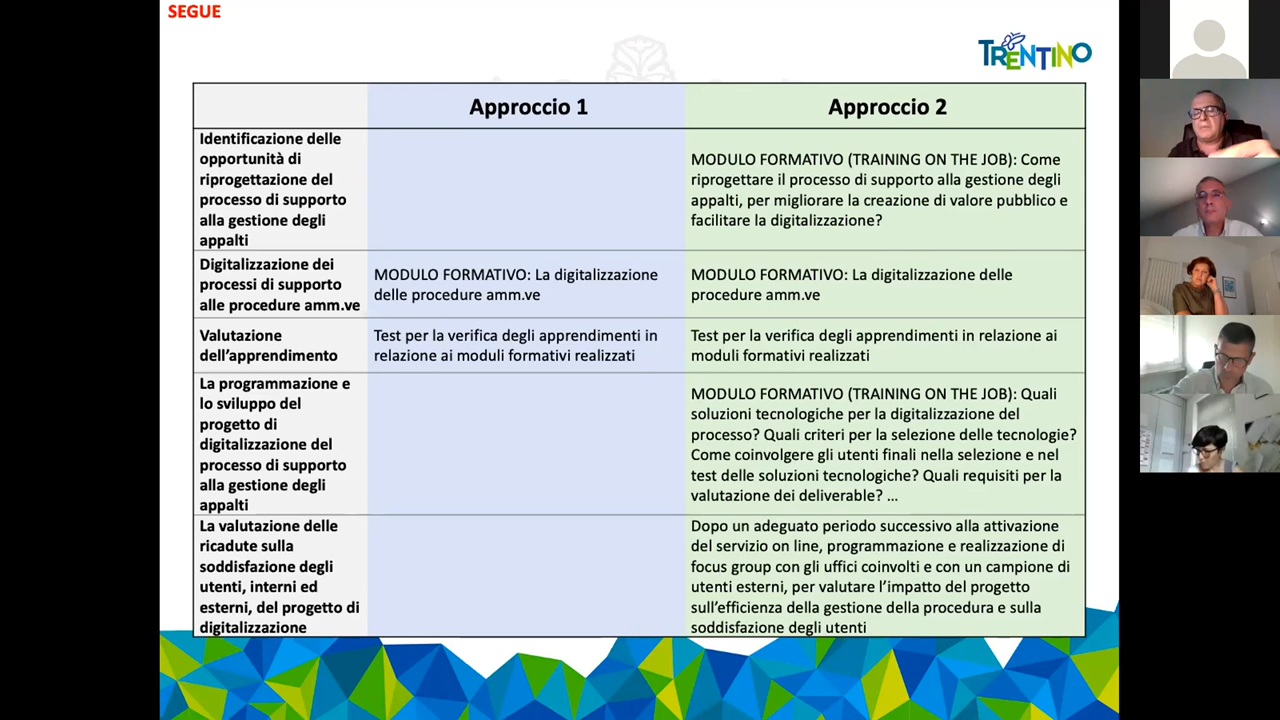 SEGUE
TRENTINO
Approccio 1
Approccio 2
Identificazione delle
opportunità di
riprogettazione del
processo di supporto
alla gestione degli
appalti
MODULO FORMATIVO (TRAINING ON THE JOB): Come
riprogettare il processo di supporto alla gestione degli
appalti, per migliorare la creazione di valore pubblico e
facilitare la digitalizzazione?
Digitalizzazione dei
processi di supporto
alle procedure amm.ve
MODULO FORMATIVO: La digitalizzazione
delle procedure amm.ve
MODULO FORMATIVO: La digitalizzazione delle
procedure amm.ve
Valutazione
dell’apprendimento
Test per la verifica degli apprendimenti in
relazione ai moduli formativi realizzati
Test per la verifica degli apprendimenti in relazione ai
moduli formativi realizzati
La programmazione e
lo sviluppo del
progetto di
digitalizzazione del
processo di supporto
alla gestione degli
appalti
MODULO FORMATIVO (TRAINING ON THE JOB): Quali
soluzioni tecnologiche per la digitalizzazione del
processo? Quali criteri per la selezione delle tecnologie?
Come coinvolgere gli utenti finali nella selezione e nel
test delle soluzioni tecnologiche? Quali requisiti per la
valutazione dei deliverable? …
La valutazione delle
ricadute sulla
soddisfazione degli
utenti, interni ed
esterni, del progetto di
digitalizzazione
Dopo un adeguato periodo successivo alla attivazione
del servizio on line, programmazione e realizzazione di
focus group con gli uffici coinvolti e con un campione di
utenti esterni, per valutare l’impatto del progetto
sull’efficienza della gestione della procedura e sulla
soddisfazione degli utenti